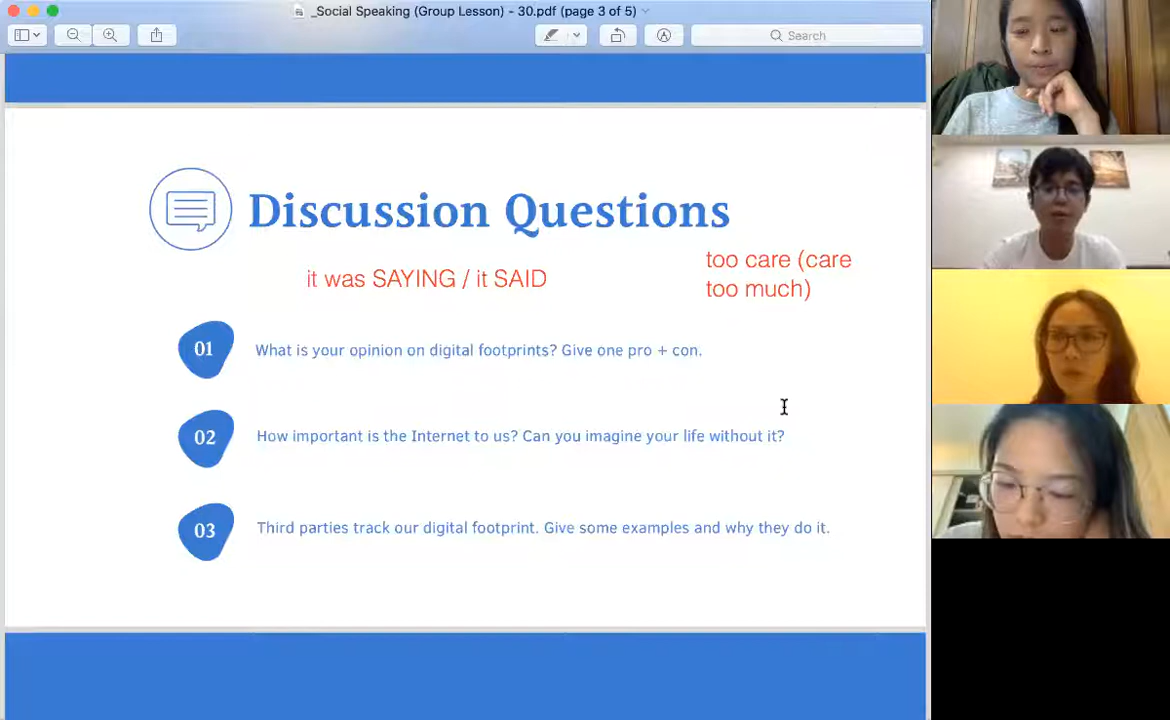 _Social Speaking (Group Lesson) - 30.pdf (page 3 of 5)
Search
Discussion Questions
it was SAYING / it SAID
too care (care
too much)
01
What is your opinion on digital footprints? Give one pro + con.
02
How important is the Internet to us? Can you imagine your life without it?
03
Third parties track our digital footprint. Give some examples and why they do it.